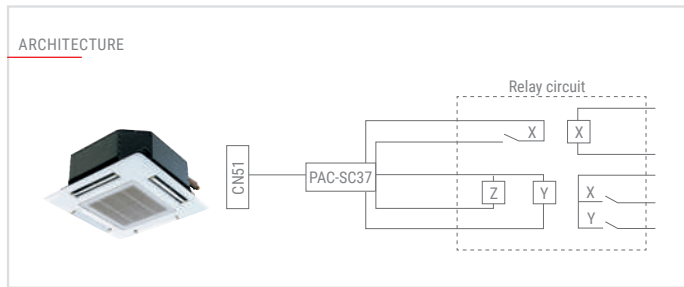 ARCHITECTURE
Relay circuit
CN51
PAC-SC37
X
X
Z
Y
X
Y